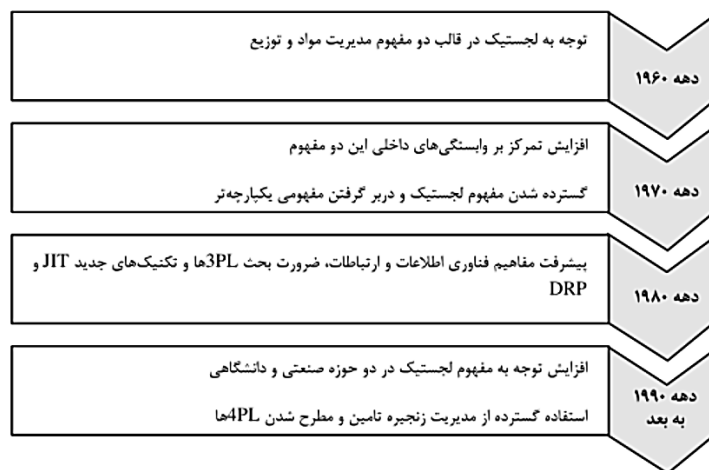 دهه ۱۹۶۰
توجه به لجستیک در قالب دو مفهوم مدیریت مواد و توزیع
دهه ۱۹۷۰
افزایش تمرکز بر وابستگی‌های داخلی این دو مفهوم
گسترده شدن مفهوم لجستیک و دربر گرفتن مفهومی یکپارچه‌تر
دهه ۱۹۸۰
پیشرفت مفاهیم فناوری اطلاعات و ارتباطات، ضرورت بحث 3PLها و تکنیک‌های جدید JIT و
DRP
دهه ۱۹۹۰
به بعد
افزایش توجه به مفهوم لجستیک در دو حوزه صنعتی و دانشگاهی
استفاده گسترده از مدیریت زنجیره تامین و مطرح شدن 4PLها